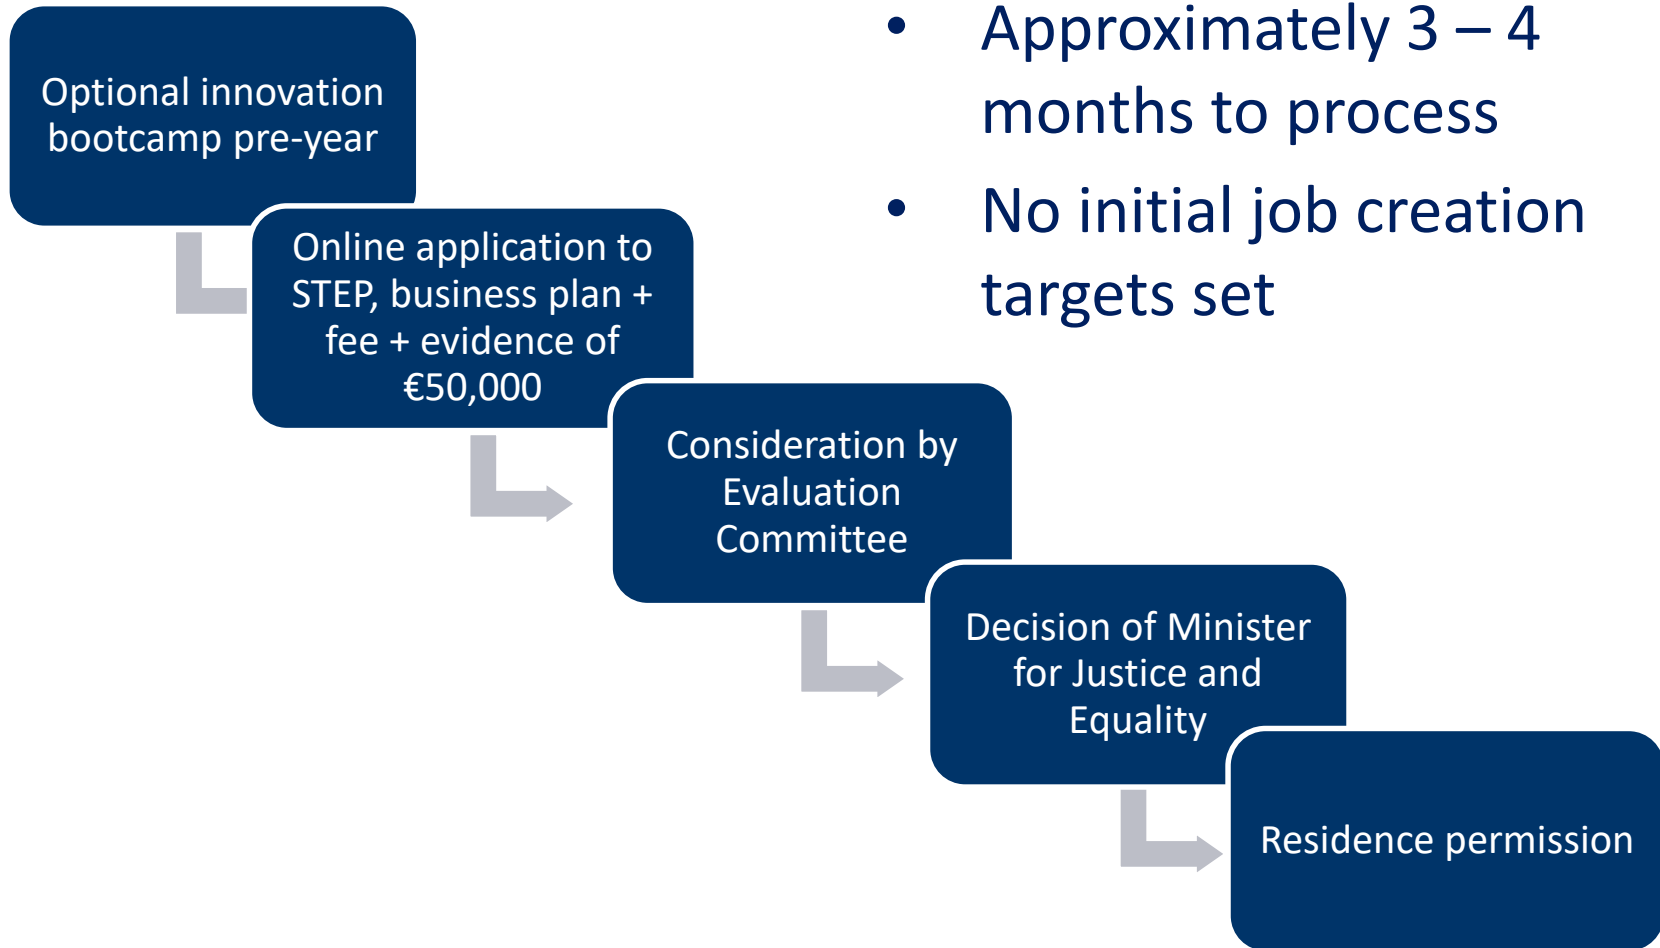 Optional innovation
bootcamp pre-year
Online application to
STEP, business plan +
fee + evidence of
€50,000
Consideration by
Evaluation
Committee
Decision of Minister
for Justice and
Equality
Residence permission
• Approximately 3 – 4
months to process
• No initial job creation
targets set